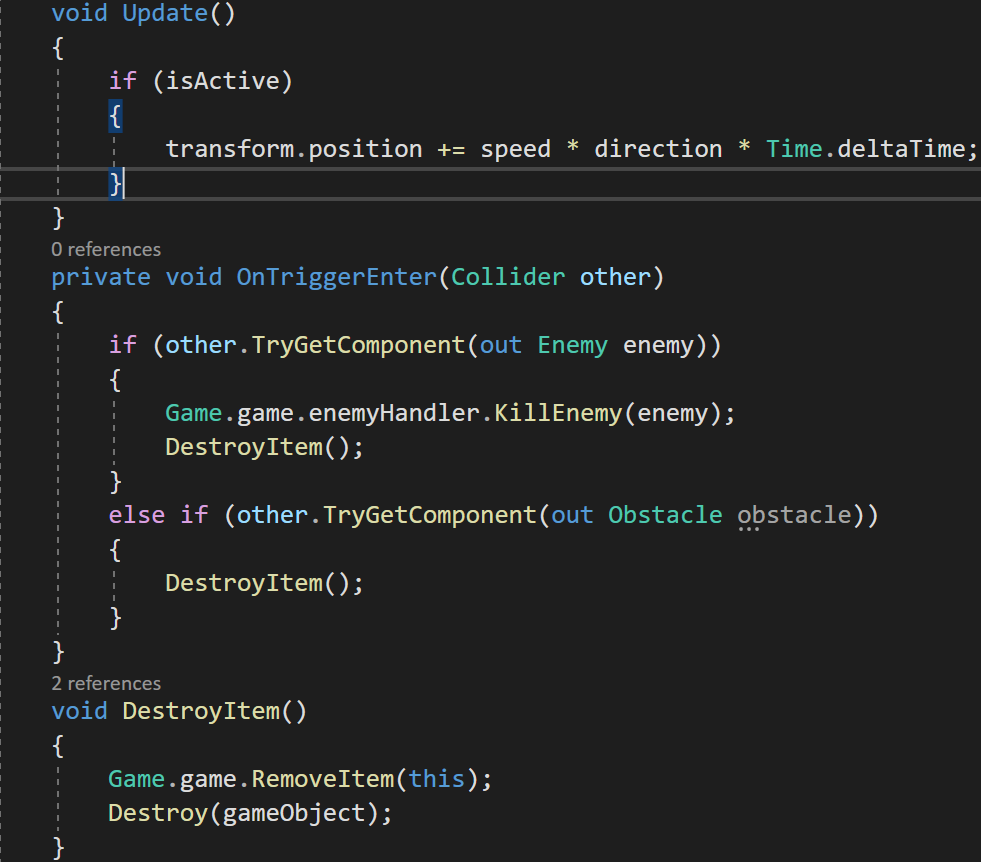 void Update()
{
if (isActive)
{
transform.position += speed * direction * Time.deltaTime;
}
}
0 references
private void OnTriggerEnter(Collider other)
{
if (other.TryGetComponent(out Enemy enemy))
{
Game.game.enemyHandler.KillEnemy(enemy);
DestroyItem();
}
else if (other.TryGetComponent(out Obstacle obstacle))
{
DestroyItem();
}
}
2 references
void DestroyItem()
{
Game.game.RemoveItem(this);
Destroy(gameObject);
}